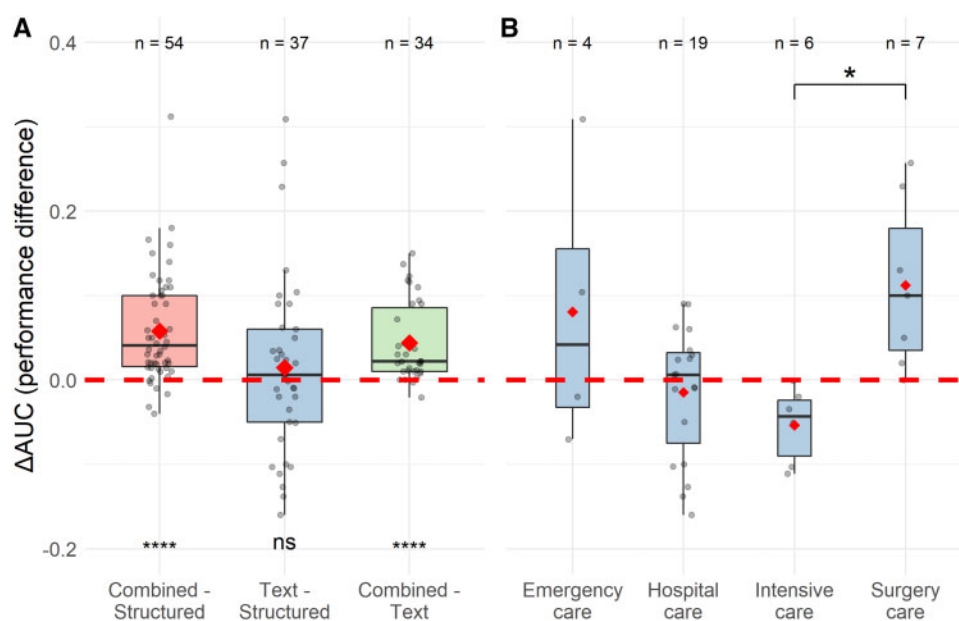 A
B
0.4
n = 54
n = 37
n = 34
n = 4
n = 19
n = 6
n = 7
*
0.2
0.0
-0.2
ΔAUC (performance difference)
****
ns
****
Combined -
Structured
Text -
Structured
Combined -
Text
Emergency
care
Hospital
care
Intensive
care
Surgery
care